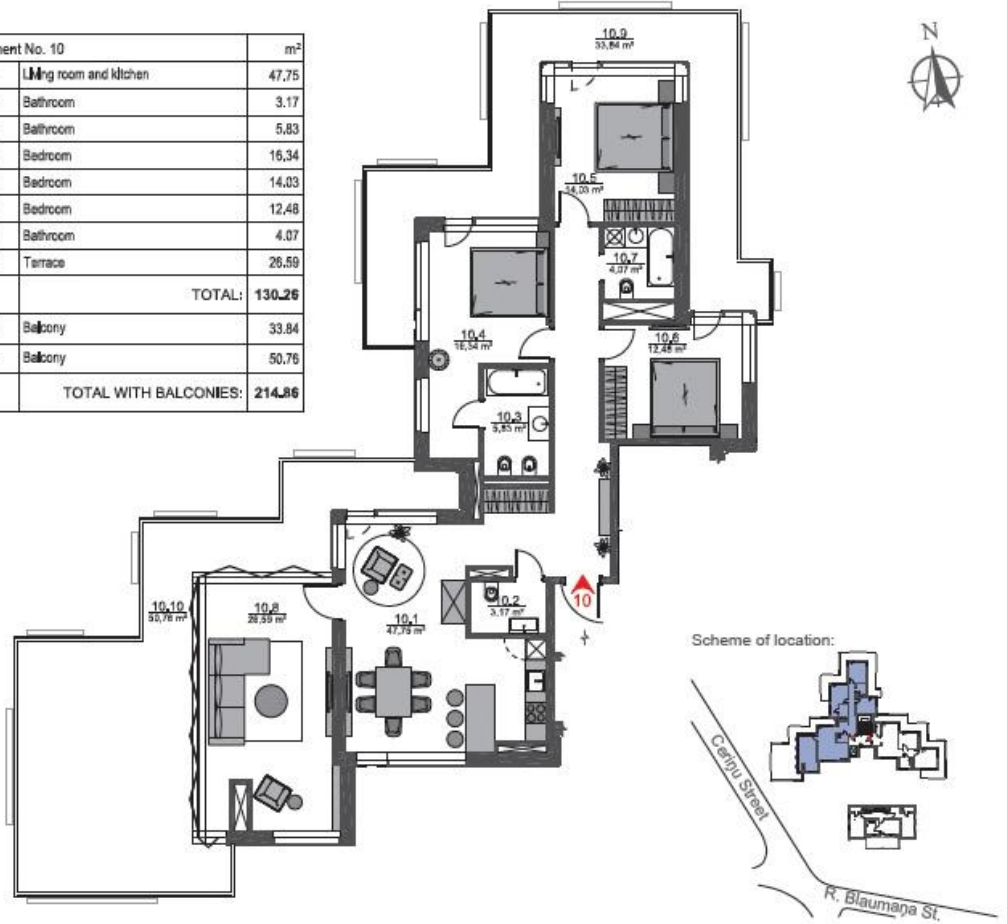 ment No. 10 m²
Living room and kitchen 47,75
Bathroom 3.17
Bathroom 5,83
Bedroom 16,34
Bedroom 14.03
Bedroom 12,48
Bathroom 4.07
Terrace 26.59
TOTAL: 130.26
Balcony 33.84
Balcony 50.76
TOTAL WITH BALCONIES: 214.86
N
10.9
33,84 m²
10.5
14,03 m²
10.7
4,07 m²
10.4
16,34 m²
10.6
12,48 m²
10.3
5,83 m²
10.10
50,76 m²
10.8
26,59 m²
10.1
47,75 m²
10.2
3,17 m²
10
Scheme of location:
Ceriņu Street
R. Blaumaņa St.